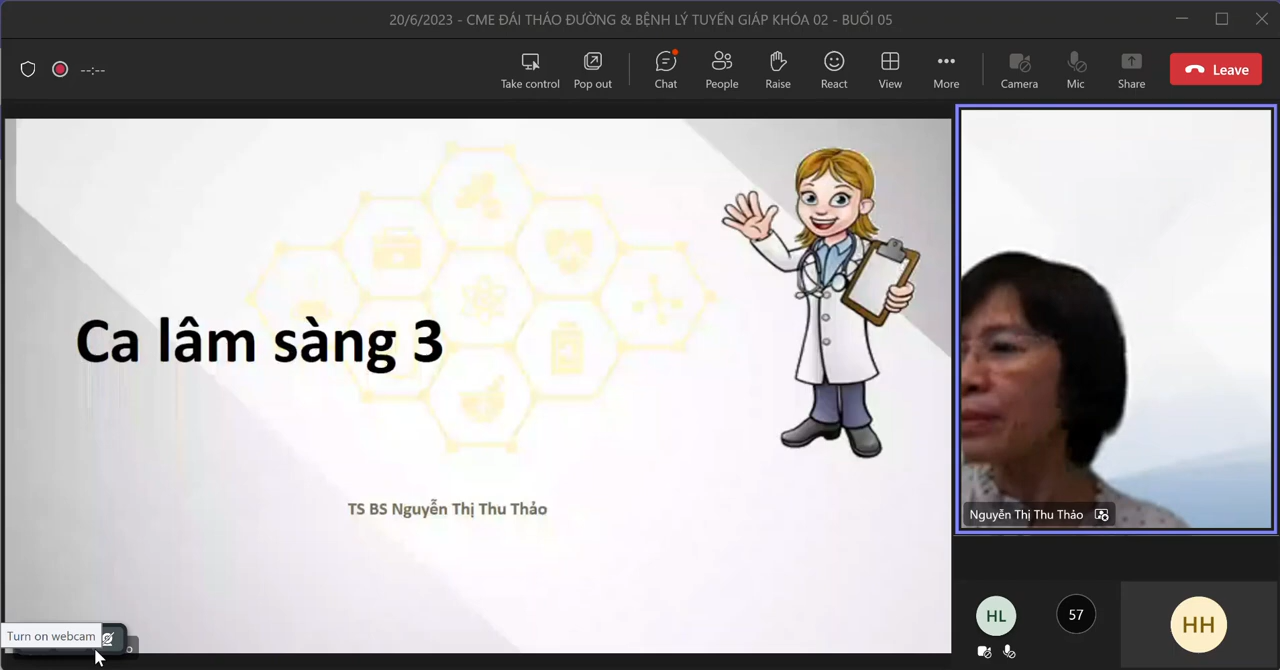 20/6/2023 - CME ĐÁI THÁO ĐƯỜNG & BỆNH LÝ TUYẾN GIÁP KHÓA 02 - BUỔI 05
--:--
Take control
Pop out
Chat
People
Raise
React
View
More
Camera
Mic
Share
Leave
Ca lâm sàng 3
TS BS Nguyễn Thị Thu Thảo
Nguyễn Thị Thu Thảo
HL
57
HH
Turn on webcam